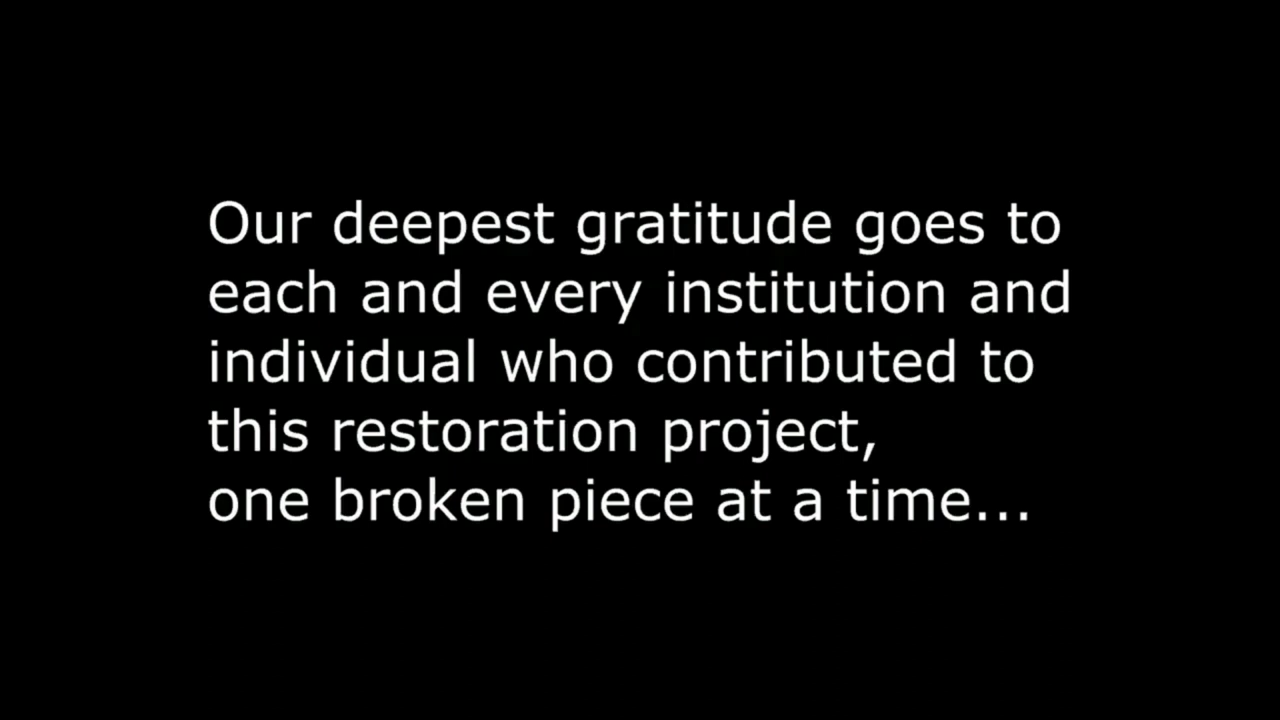 Our deepest gratitude goes to
each and every institution and
individual who contributed to
this restoration project,
one broken piece at a time...